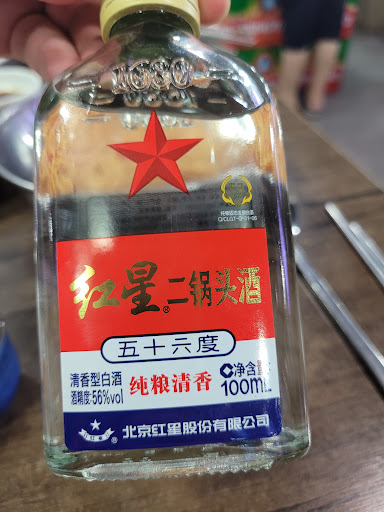 1680
红星®二锅头酒
五十六度
清香型白酒
酒精度:56%vol
纯粮清香
净含量:
100mL
北京红星股份有限公司